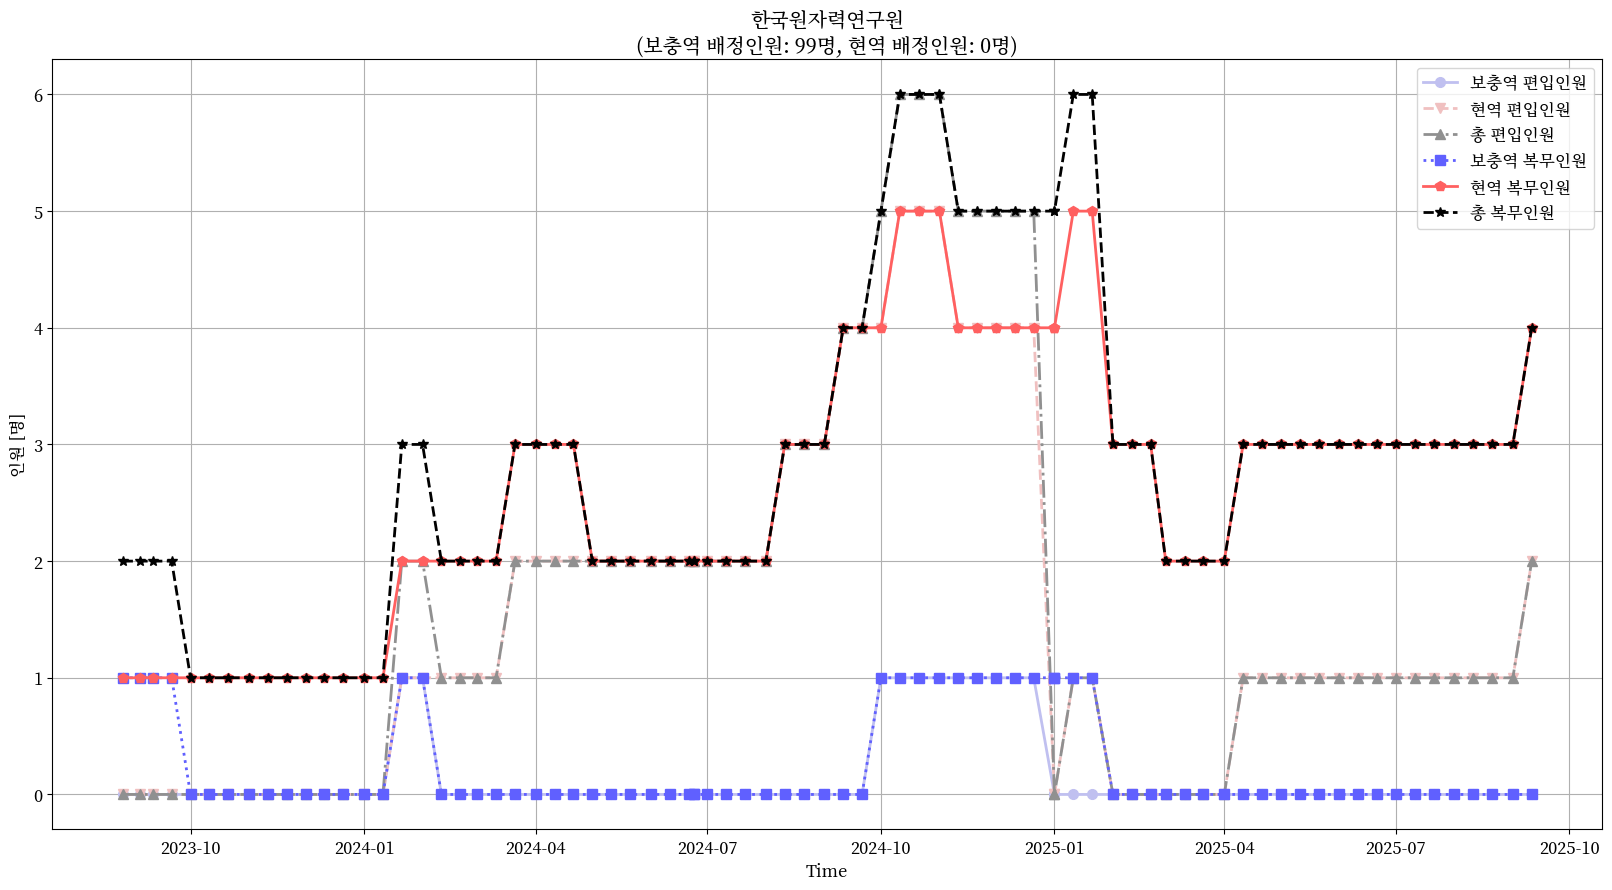 한국원자력연구원
(보충역 배정인원: 99명, 현역 배정인원: 0명)
보충역 편입인원
현역 편입인원
총 편입인원
보충역 복무인원
현역 복무인원
총 복무인원
인원 [명]
6
5
4
3
2
1
0
2023-10
2024-01
2024-04
2024-07
2024-10
2025-01
2025-04
2025-07
2025-10
Time